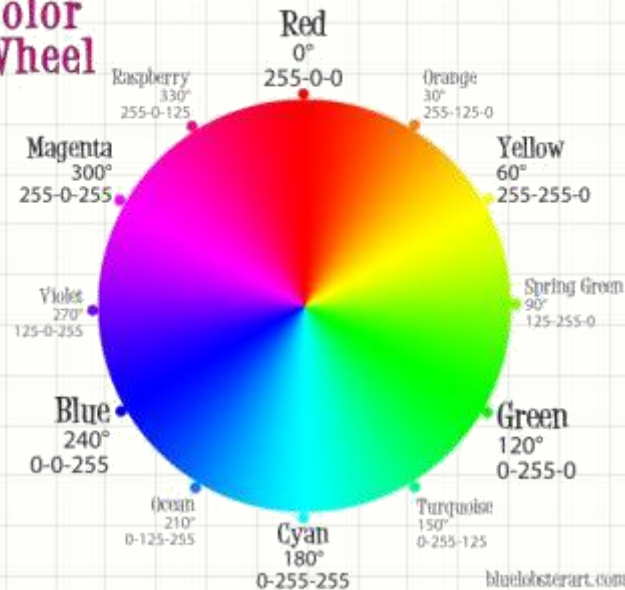 olor
Wheel
Red
0°
255-0-0
Orange
30°
255-125-0
Yellow
60°
255-255-0
Spring Green
90°
125-255-0
Green
120°
0-255-0
Turquoise
150°
0-255-125
Cyan
180°
0-255-255
Ocean
210°
0-125-255
Blue
240°
0-0-255
Violet
270°
125-0-255
Magenta
300°
255-0-255
Raspberry
330°
255-0-125
bluelobsterart.com